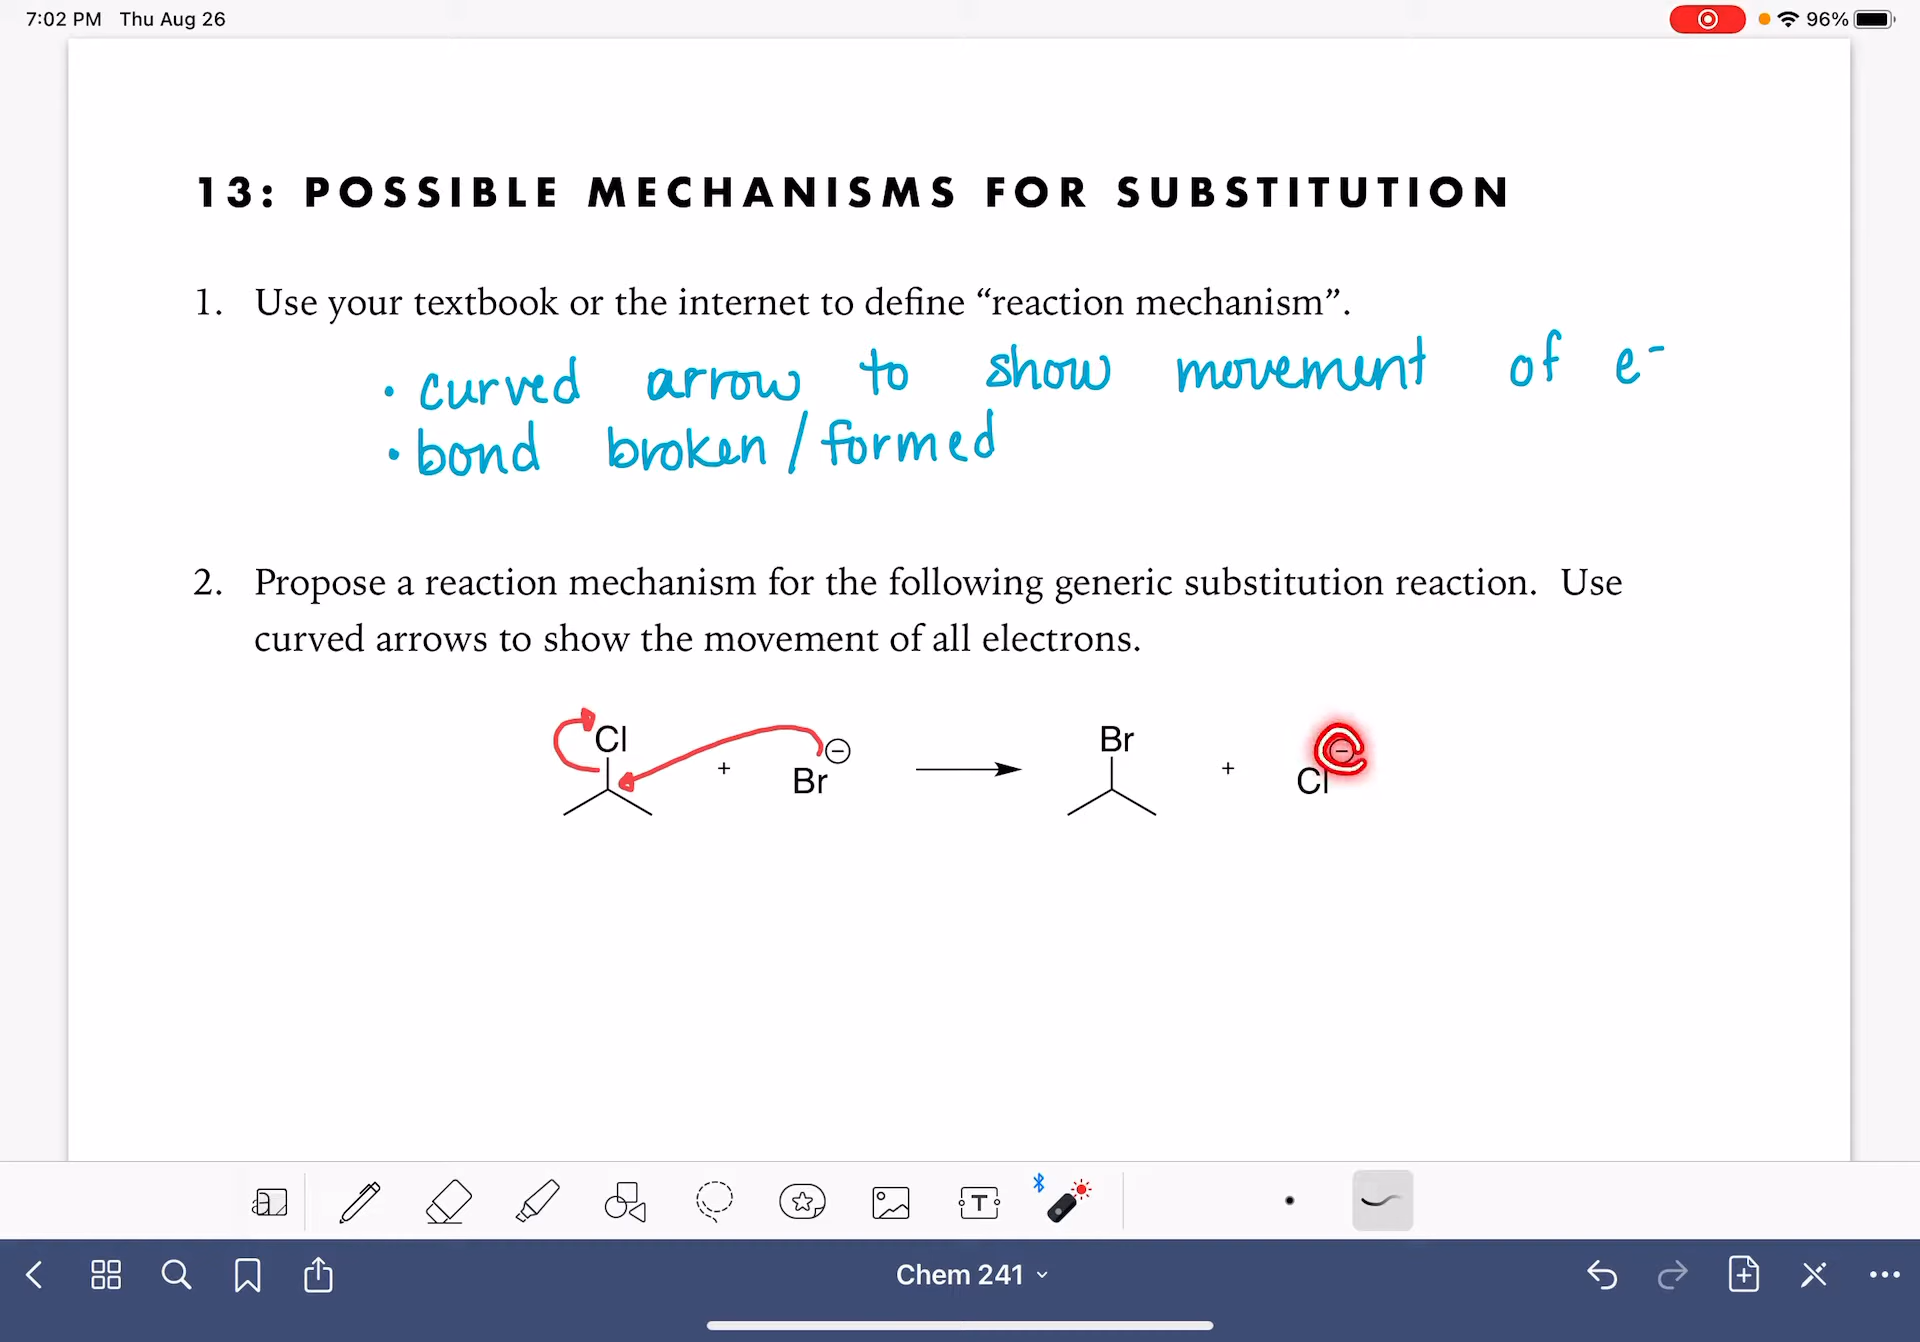 7:02 PM Thu Aug 26 96%
13: POSSIBLE MECHANISMS FOR SUBSTITUTION
1. Use your textbook or the internet to define “reaction mechanism”.
• curved arrow to show movement of e-
• bond broken / formed
2. Propose a reaction mechanism for the following generic substitution reaction. Use
curved arrows to show the movement of all electrons.
Cl + Br − Br + Cl −
Chem 241